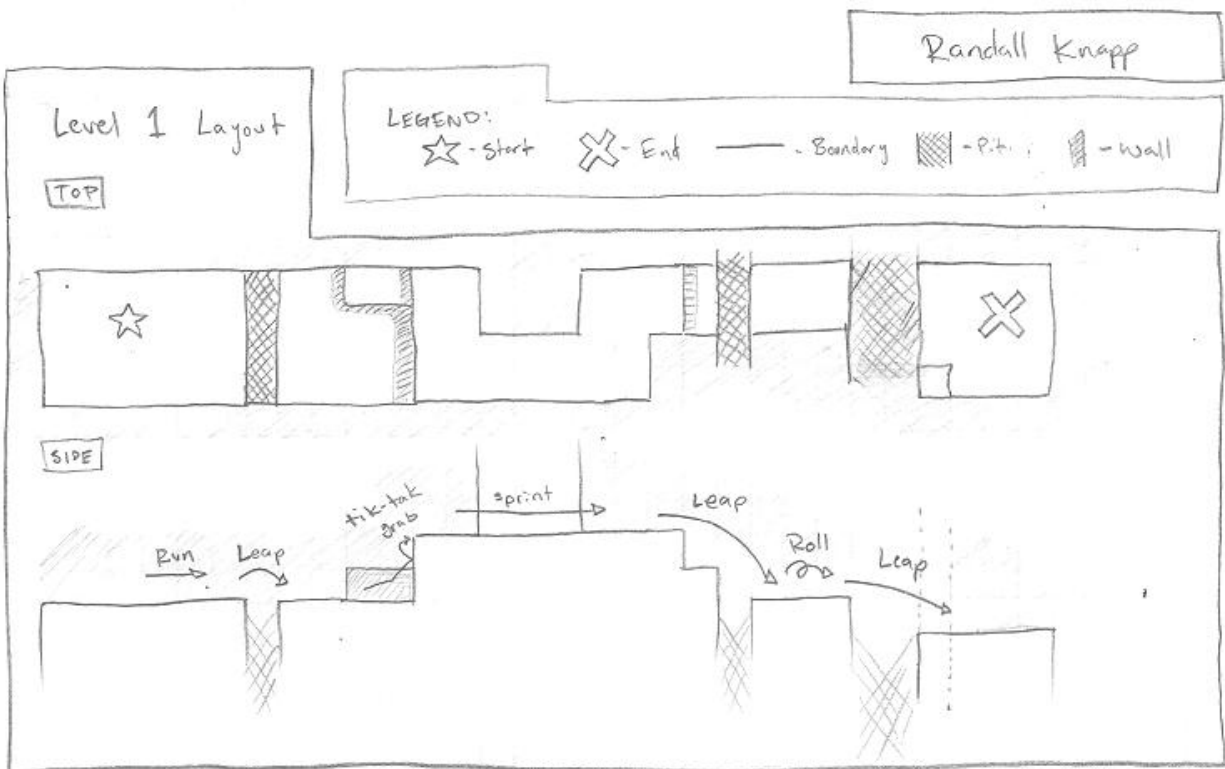 Randall Knapp
Level 1 Layout
LEGEND:
- Start
- End
- Boundary
- Pit
- Wall
TOP
SIDE
Run
Leap
tik-tak
grab
sprint
Leap
Roll
Leap